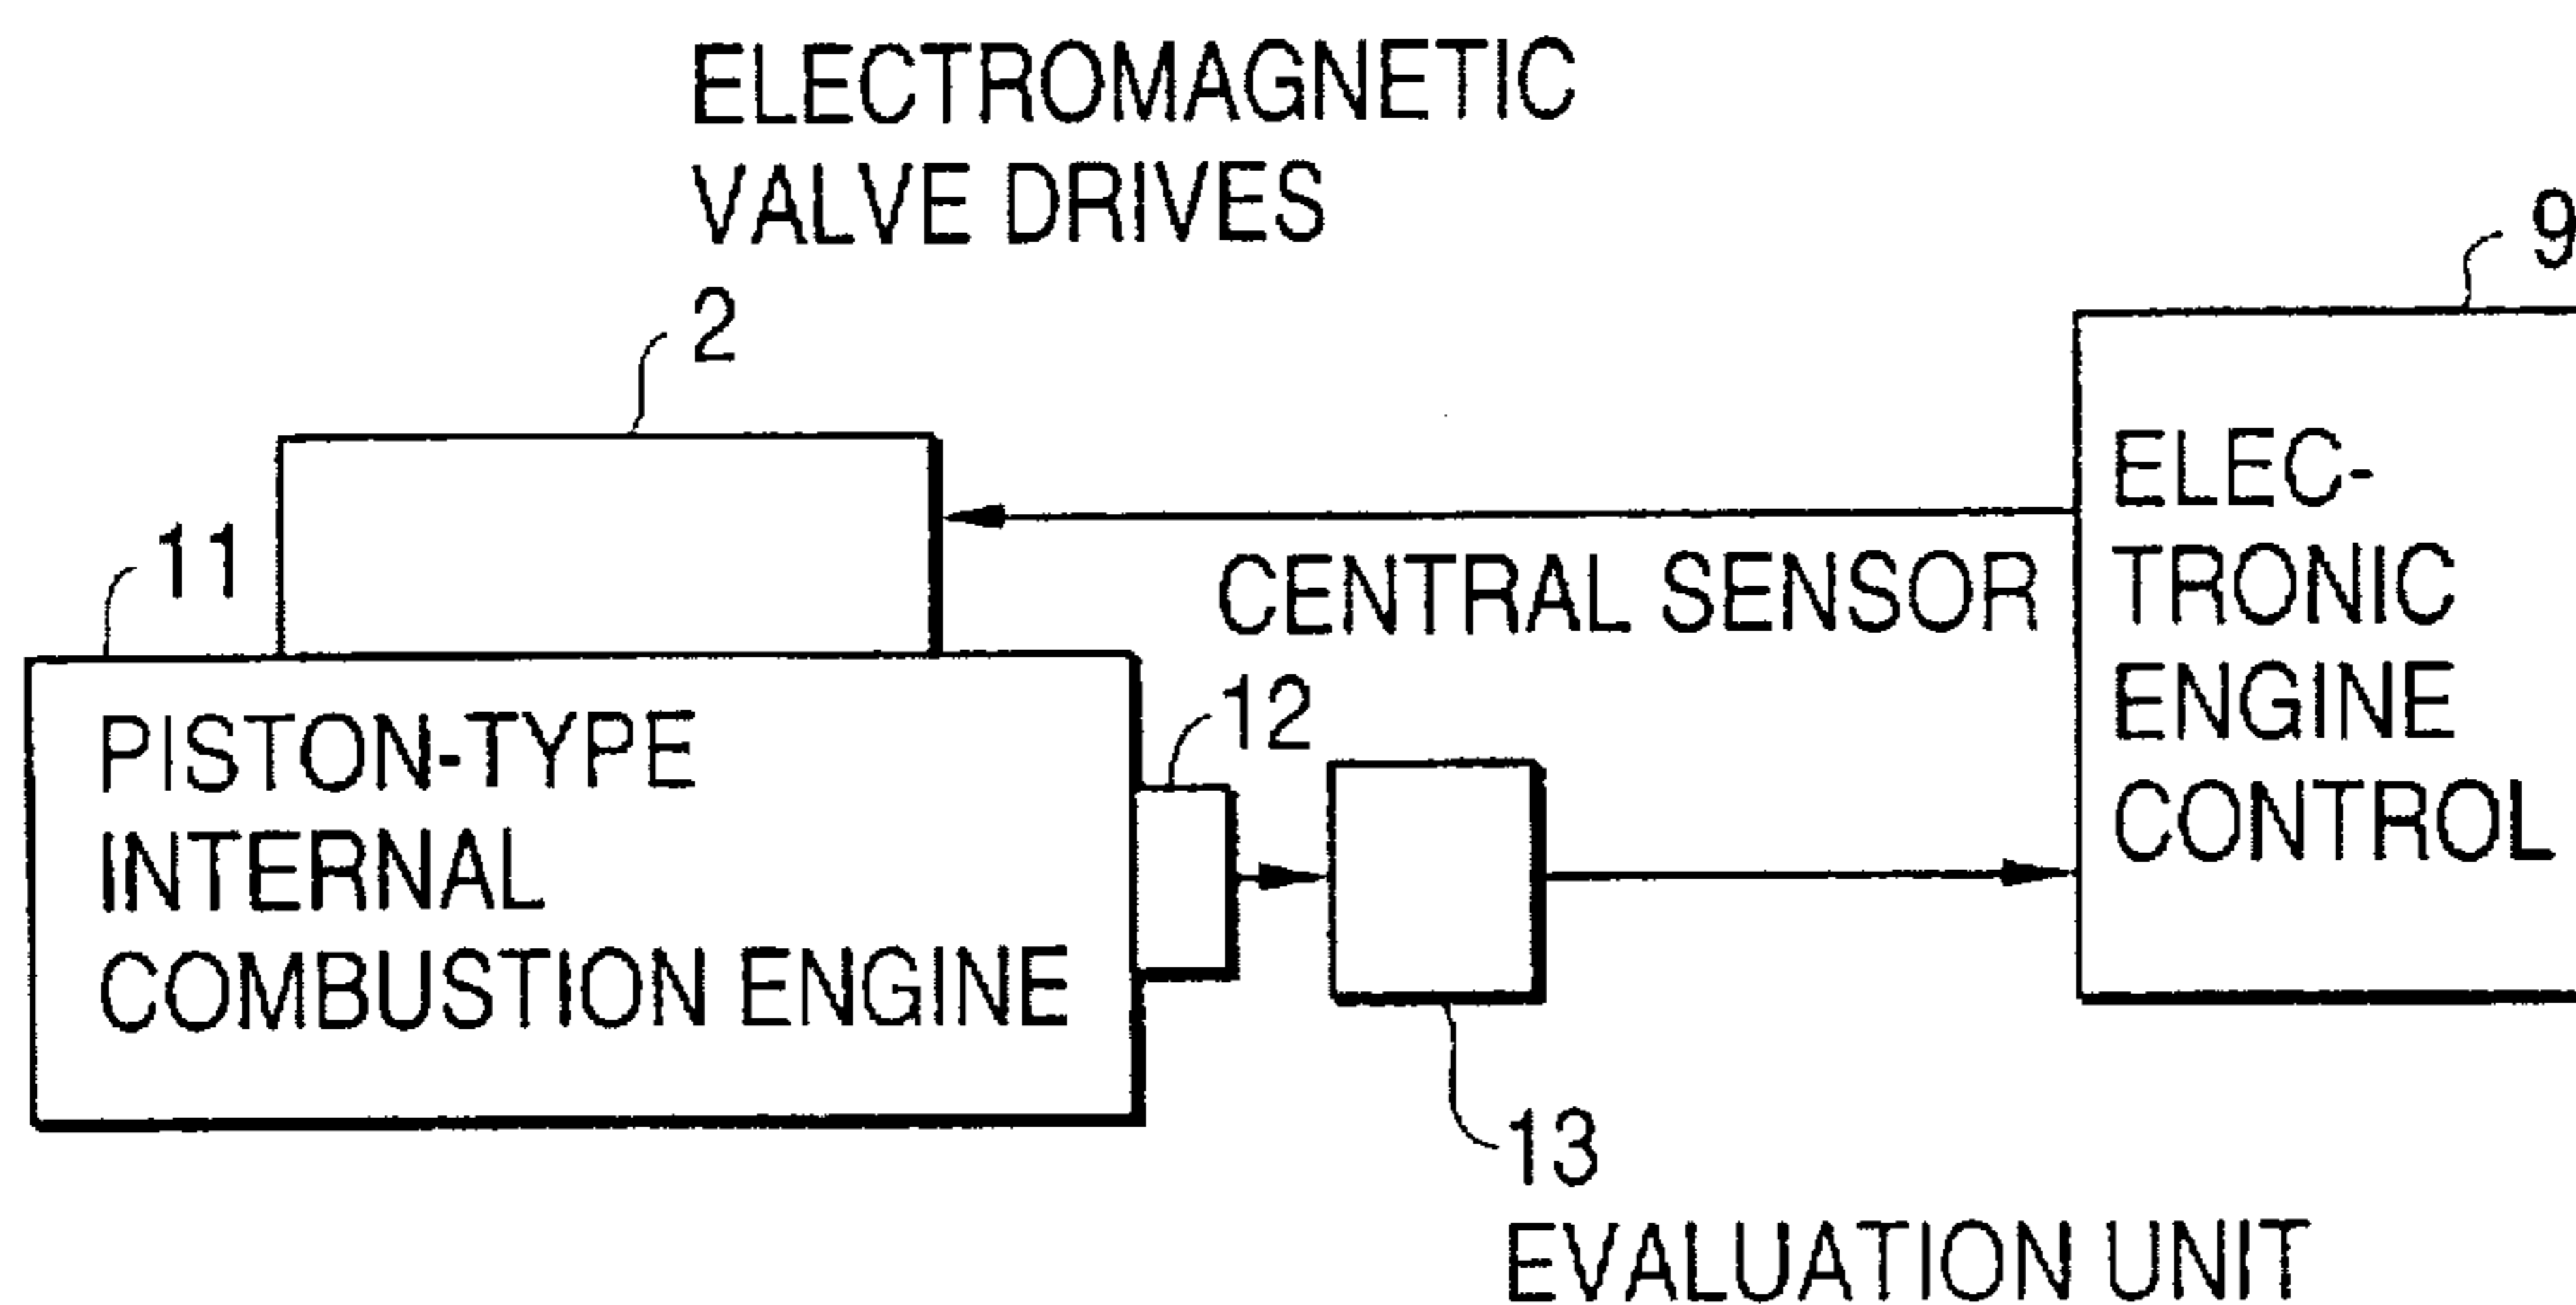 ELECTROMAGNETIC
VALVE DRIVES
2
9
11
CENTRAL SENSOR
12
PISTON-TYPE
INTERNAL
COMBUSTION ENGINE
ELEC-
TRONIC
ENGINE
CONTROL
13
EVALUATION UNIT